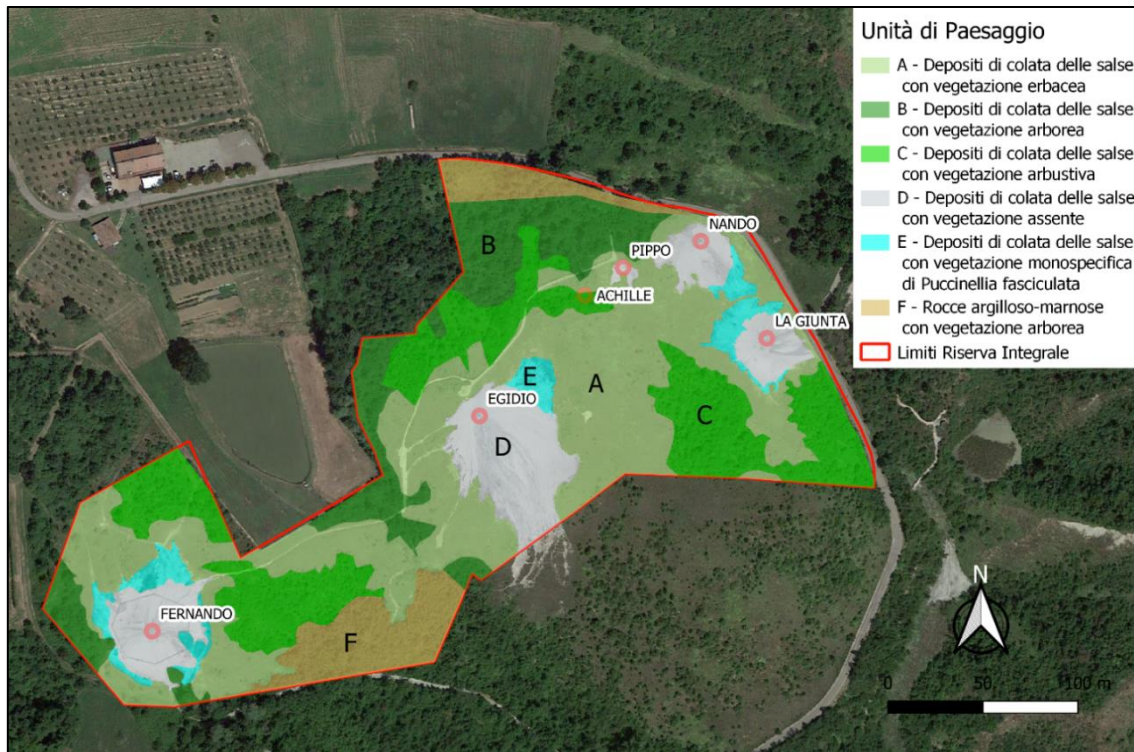 Unità di Paesaggio
A - Depositi di colata delle salse
con vegetazione erbacea
B - Depositi di colata delle salse
con vegetazione arborea
C - Depositi di colata delle salse
con vegetazione arbustiva
D - Depositi di colata delle salse
con vegetazione assente
E - Depositi di colata delle salse
con vegetazione monospecifica
di Puccinellia fasciculata
F - Rocce argilloso-marnose
con vegetazione arborea
Limiti Riserva Integrale
NANDO
B
PIPPO
ACHILLE
LA GIUNTA
E
A
EGIDIO
C
D
N
FERNANDO
F
0 50 100 m